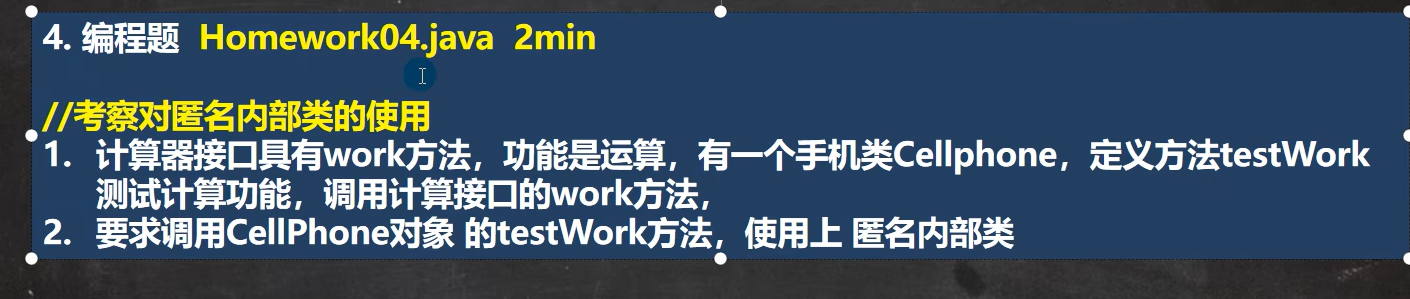 4. 编程题  Homework04.java  2min
//考察对匿名内部类的使用
1. 计算器接口具有work方法，功能是运算，有一个手机类Cellphone，定义方法testWork
测试计算功能，调用计算接口的work方法，
2. 要求调用CellPhone对象 的testWork方法，使用上 匿名内部类